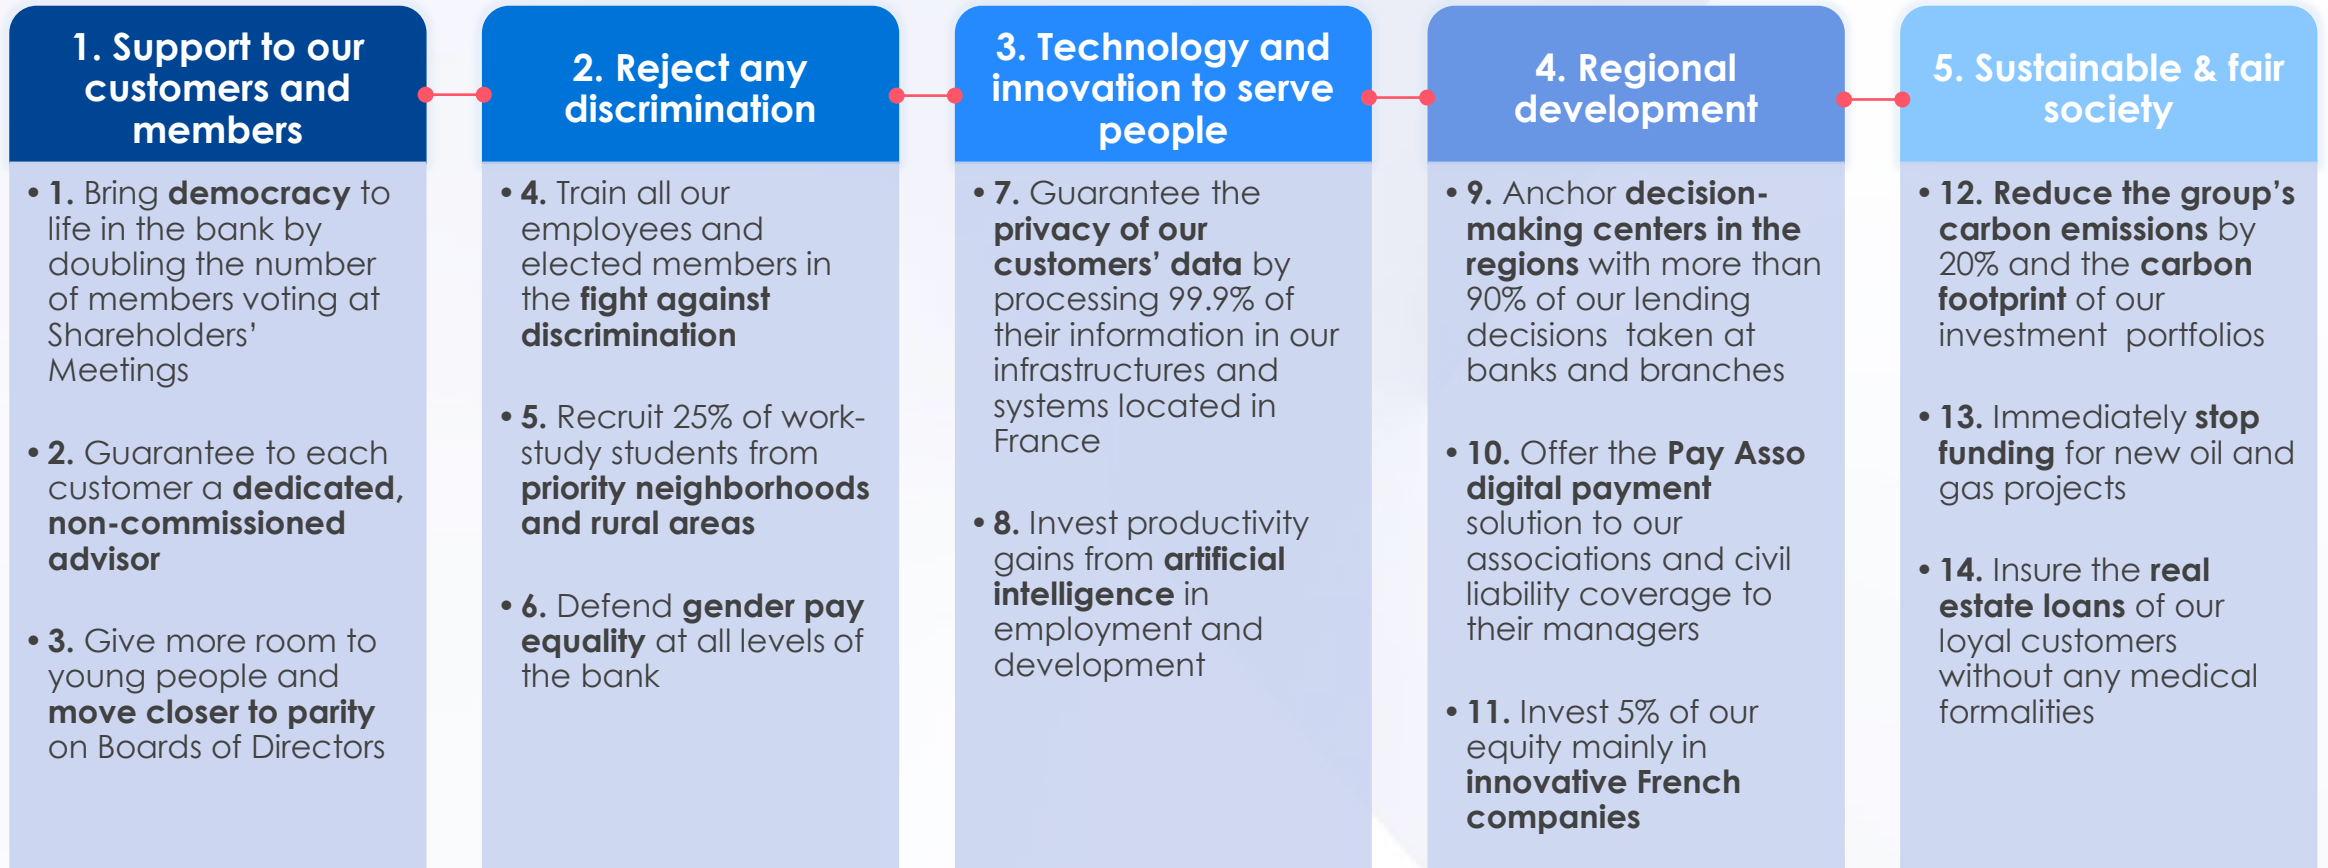 1. Support to our
customers and
members
• 1. Bring democracy to
life in the bank by
doubling the number
of members voting at
Shareholders’
Meetings
• 2. Guarantee to each
customer a dedicated,
non-commissioned
advisor
• 3. Give more room to
young people and
move closer to parity
on Boards of Directors
2. Reject any
discrimination
• 4. Train all our
employees and
elected members in
the fight against
discrimination
• 5. Recruit 25% of work-
study students from
priority neighborhoods
and rural areas
• 6. Defend gender pay
equality at all levels of
the bank
3. Technology and
innovation to serve
people
• 7. Guarantee the
privacy of our
customers’ data by
processing 99.9% of
their information in our
infrastructures and
systems located in
France
• 8. Invest productivity
gains from artificial
intelligence in
employment and
development
4. Regional
development
• 9. Anchor decision-
making centers in the
regions with more than
90% of our lending
decisions taken at
banks and branches
• 10. Offer the Pay Asso
digital payment
solution to our
associations and civil
liability coverage to
their managers
• 11. Invest 5% of our
equity mainly in
innovative French
companies
5. Sustainable & fair
society
• 12. Reduce the group’s
carbon emissions by
20% and the carbon
footprint of our
investment portfolios
• 13. Immediately stop
funding for new oil and
gas projects
• 14. Insure the real
estate loans of our
loyal customers
without any medical
formalities